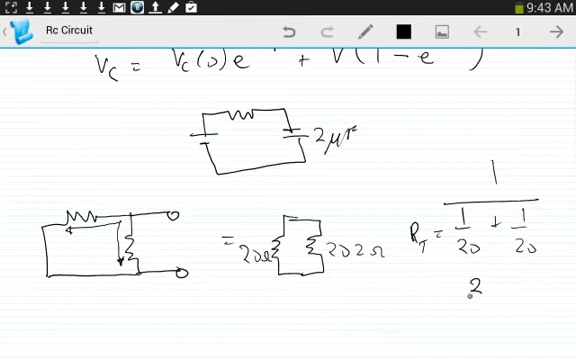 9:43 AM
Rc Circuit
1
Vc = Vc(0)e + V(1 - e )
2μF
= 20Ω 20Ω
1
R_T = 1/20 + 1/20
2